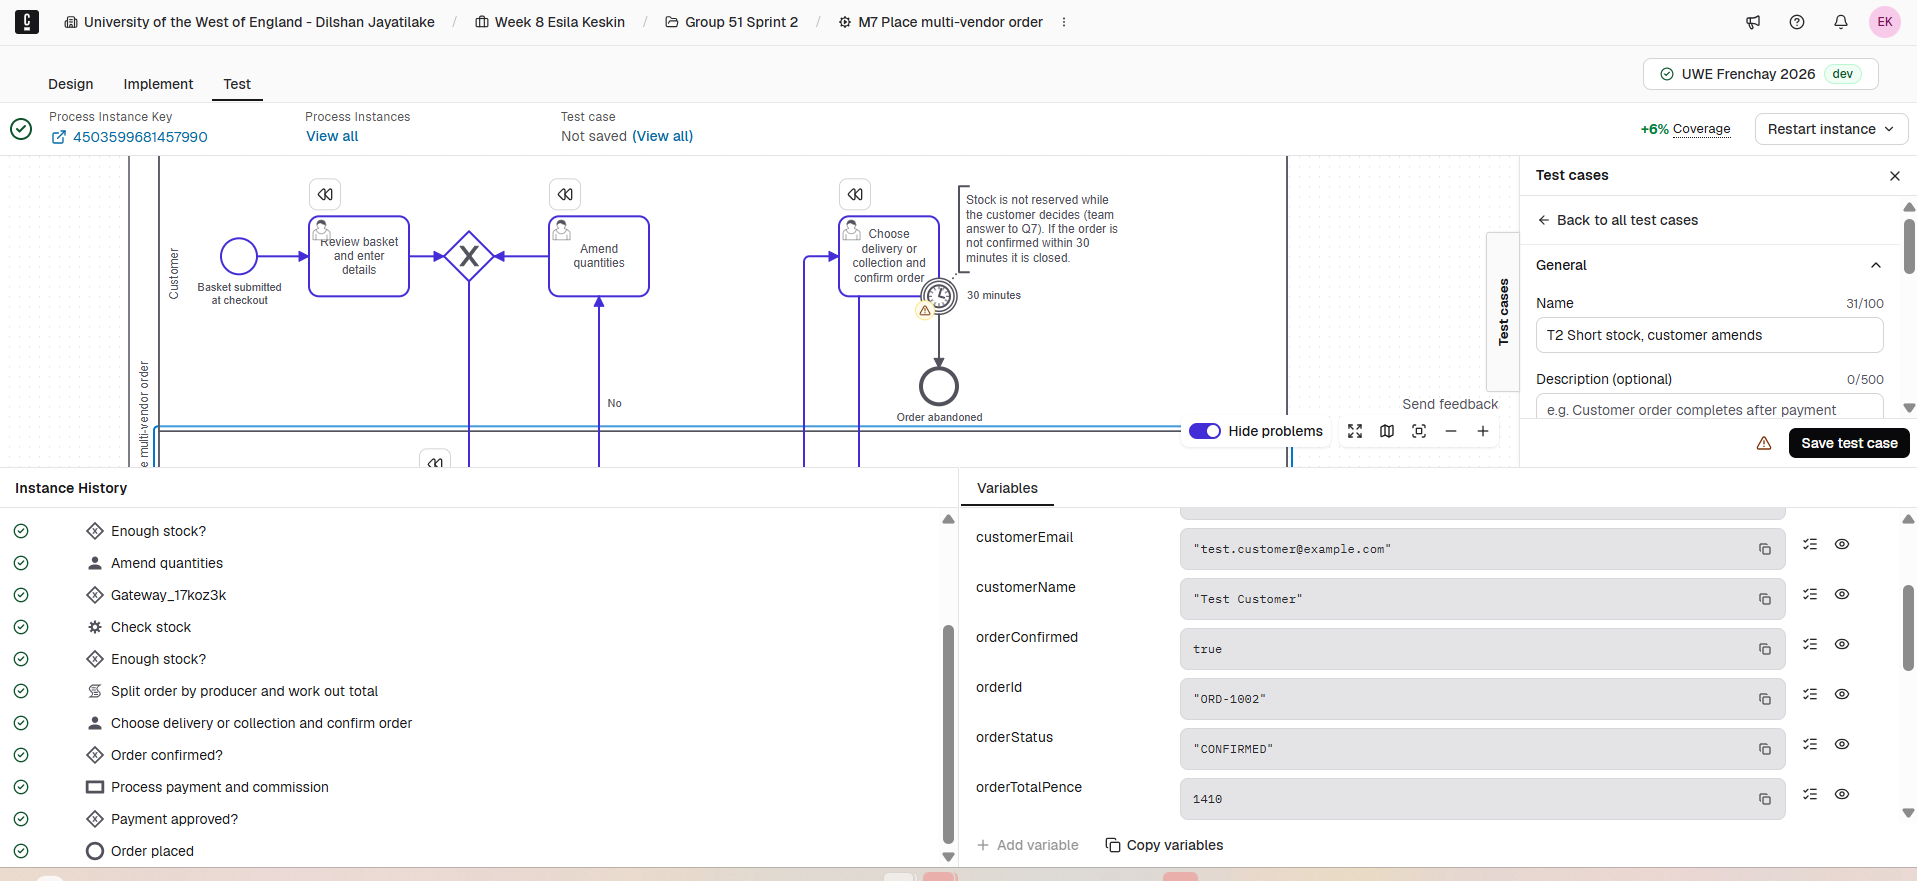 University of the West of England - Dilshan Jayatilake / Week 8 Esila Keskin / Group 51 Sprint 2 / M7 Place multi-vendor order
EK
Design Implement Test
UWE Frenchay 2026 dev
Process Instance Key
4503599681457990
Process Instances
View all
Test case
Not saved (View all)
+6% Coverage
Restart instance
Customer
e multi-vendor order
Basket submitted
at checkout
Review basket
and enter
details
X
Amend
quantities
No
Choose
delivery or
collection and
confirm order
Stock is not reserved while
the customer decides (team
answer to Q7). If the order is
not confirmed within 30
minutes it is closed.
30 minutes
Order abandoned
Send feedback
Hide problems
Test cases
Test cases
Back to all test cases
General
Name 31/100
T2 Short stock, customer amends
Description (optional) 0/500
e.g. Customer order completes after payment
Save test case
Instance History
Enough stock?
Amend quantities
Gateway_17koz3k
Check stock
Enough stock?
Split order by producer and work out total
Choose delivery or collection and confirm order
Order confirmed?
Process payment and commission
Payment approved?
Order placed
Variables
customerEmail "test.customer@example.com"
customerName "Test Customer"
orderConfirmed true
orderId "ORD-1002"
orderStatus "CONFIRMED"
orderTotalPence 1410
Add variable Copy variables